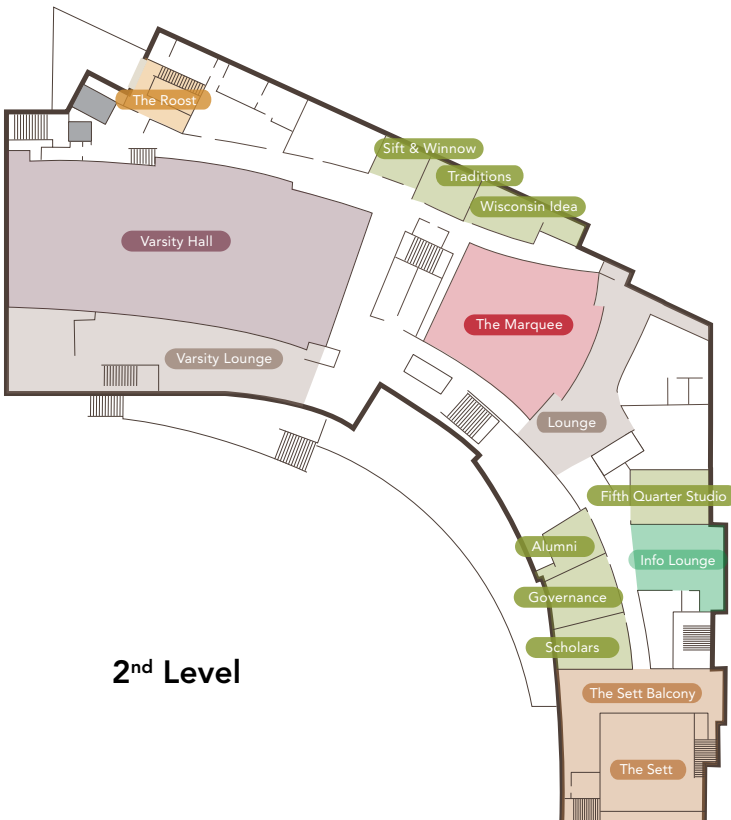 The Roost
Sift & Winnow
Traditions
Wisconsin Idea
Varsity Hall
The Marquee
Varsity Lounge
Lounge
Fifth Quarter Studio
Alumni
Info Lounge
Governance
Scholars
2nd Level
The Sett Balcony
The Sett